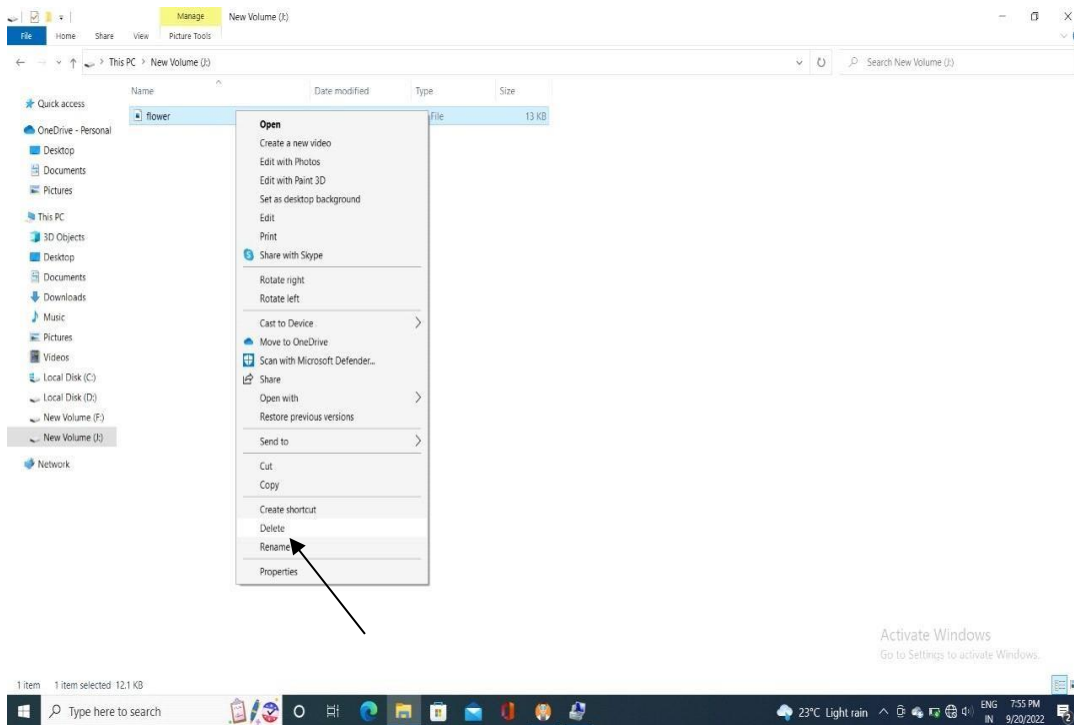 Manage New Volume (J:)
File Home Share View Picture Tools
This PC > New Volume (J:)
Search New Volume (J:)
Name Date modified Type Size
flower File 13 KB
Quick access
OneDrive - Personal
Desktop
Documents
Pictures
This PC
3D Objects
Desktop
Documents
Downloads
Music
Pictures
Videos
Local Disk (C:)
Local Disk (D:)
New Volume (F:)
New Volume (J:)
Network
Open
Create a new video
Edit with Photos
Edit with Paint 3D
Set as desktop background
Edit
Print
Share with Skype
Rotate right
Rotate left
Cast to Device
Move to OneDrive
Scan with Microsoft Defender...
Share
Open with
Restore previous versions
Send to
Cut
Copy
Create shortcut
Delete
Rename
Properties
Activate Windows
Go to Settings to activate Windows.
1 item 1 item selected 12.1 KB
Type here to search
23°C Light rain
ENG 7:55 PM
IN 9/20/2022
2